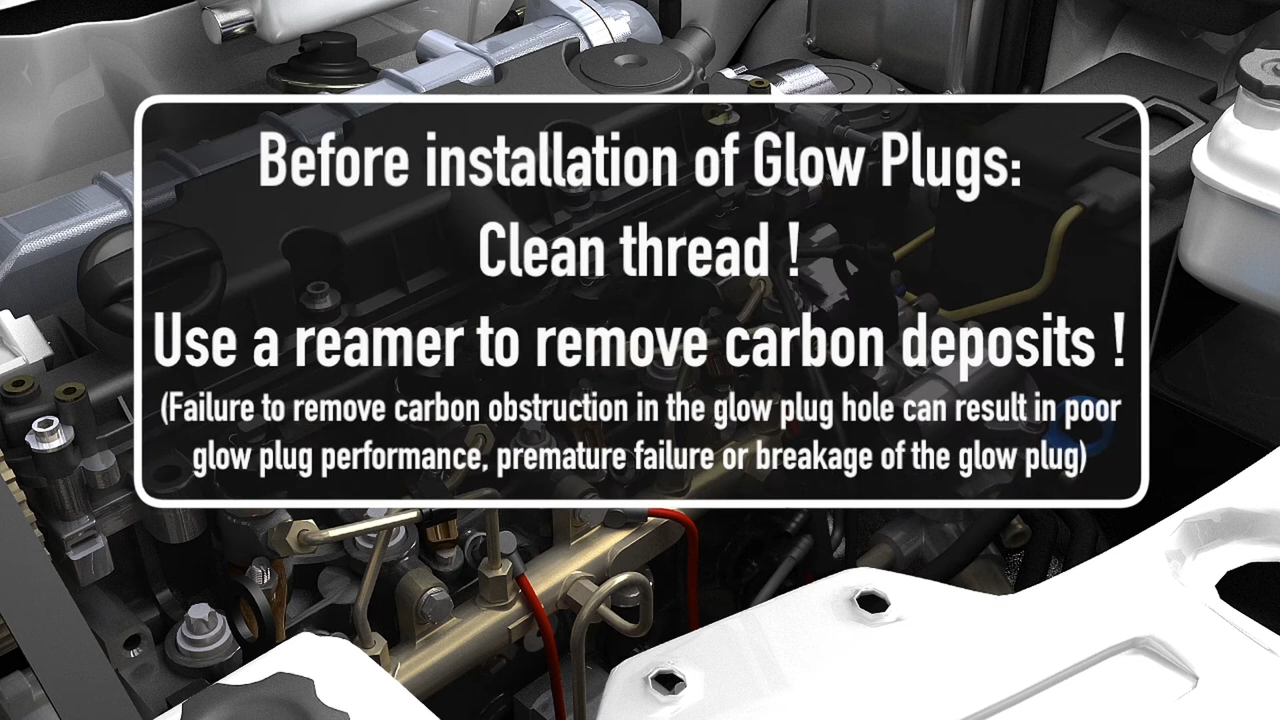 Before installation of Glow Plugs:
Clean thread !
Use a reamer to remove carbon deposits !
(Failure to remove carbon obstruction in the glow plug hole can result in poor
glow plug performance, premature failure or breakage of the glow plug)